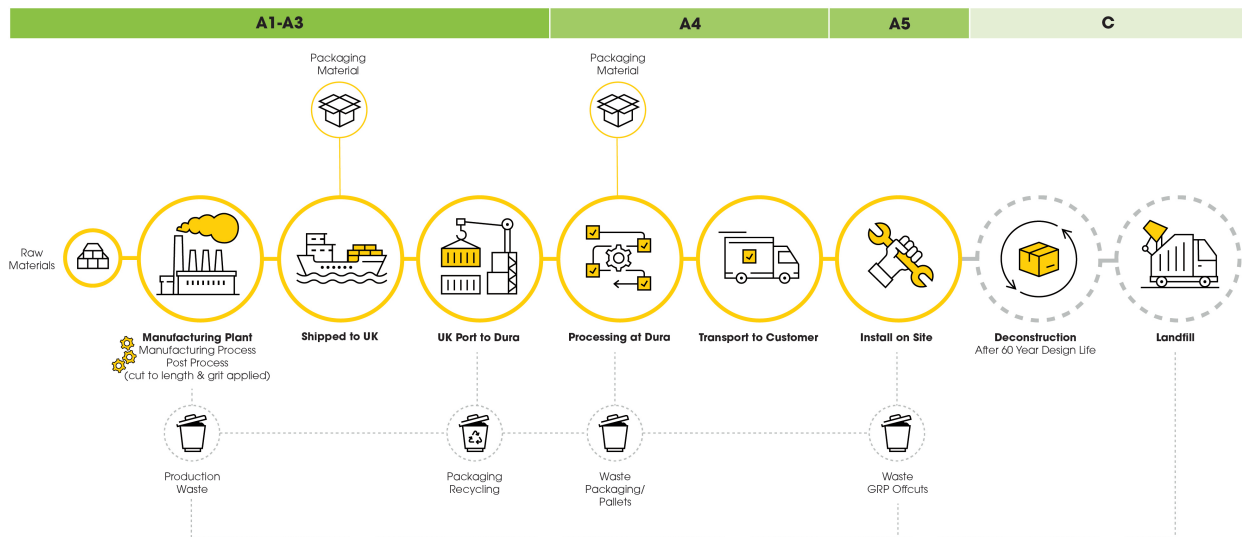 A1-A3
A4
A5
C
Packaging
Material
Packaging
Material
Raw
Materials
Manufacturing Plant
Manufacturing Process
Post Process
(cut to length & grit applied)
Shipped to UK
UK Port to Dura
Processing at Dura
Transport to Customer
Install on Site
Deconstruction
After 60 Year Design Life
Landfill
Production
Waste
Packaging
Recycling
Waste
Packaging/
Pallets
Waste
GRP Offcuts